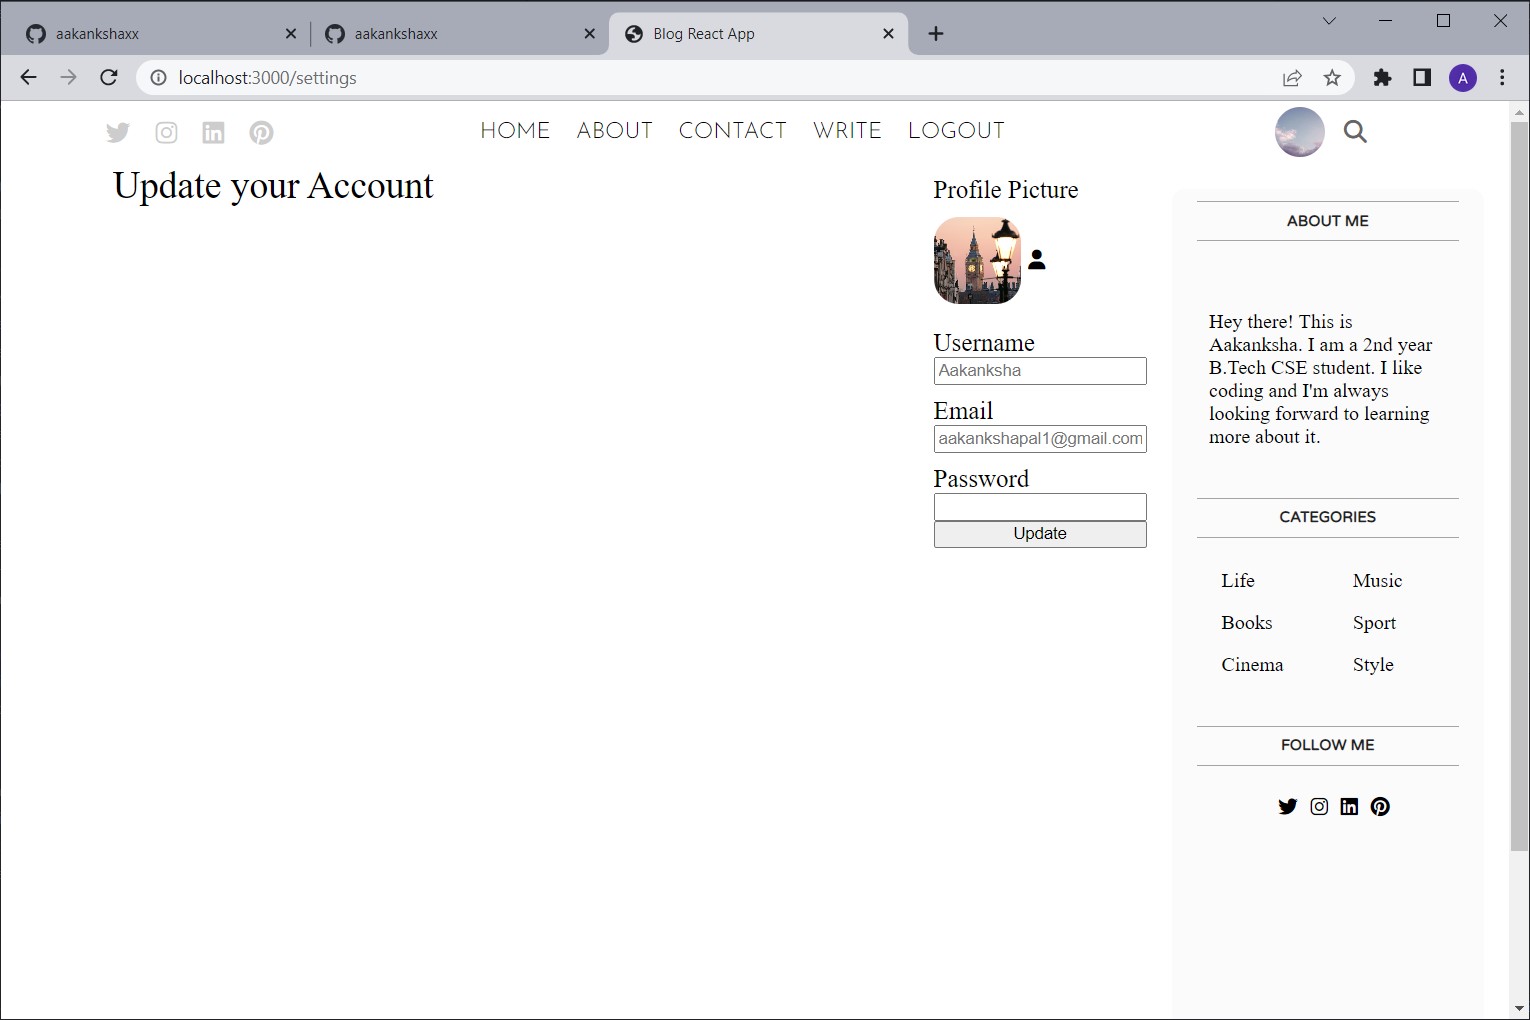 aakankshaxx
aakankshaxx
Blog React App
localhost:3000/settings
A
HOME ABOUT CONTACT WRITE LOGOUT
Update your Account
Profile Picture
Username
Aakanksha
Email
aakankshapal1@gmail.com
Password
Update
ABOUT ME
Hey there! This is
Aakanksha. I am a 2nd year
B.Tech CSE student. I like
coding and I'm always
looking forward to learning
more about it.
CATEGORIES
Life Music
Books Sport
Cinema Style
FOLLOW ME